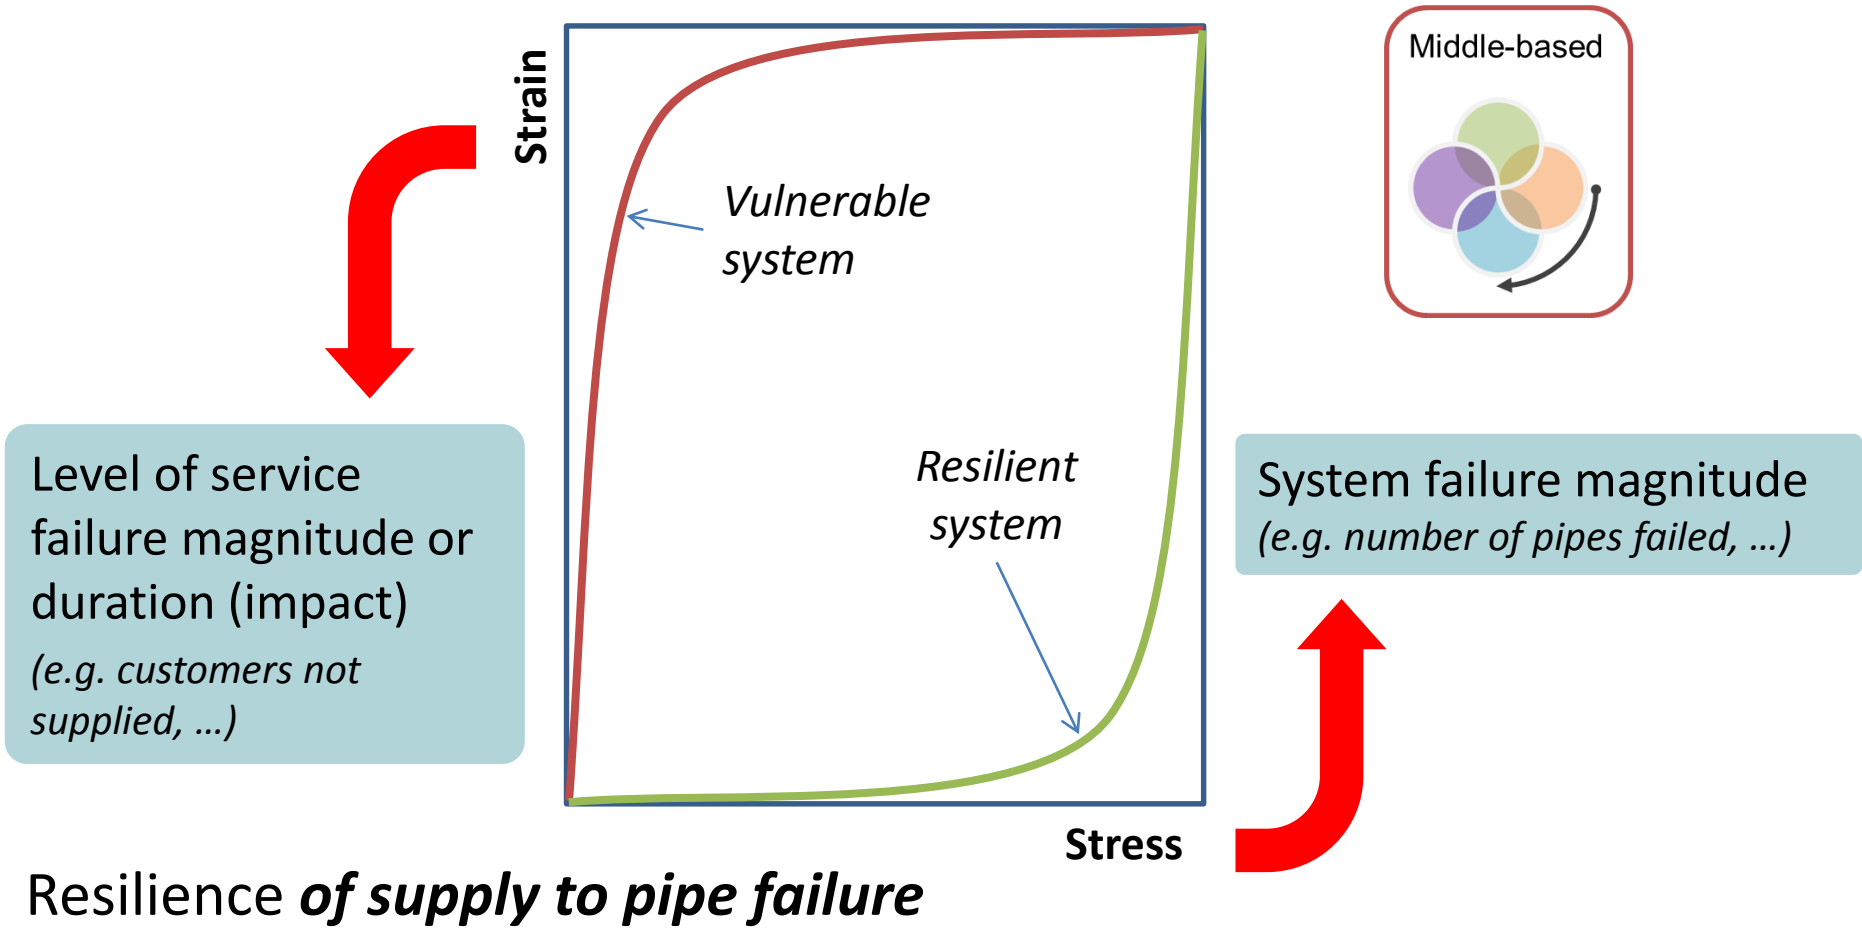 Strain
Middle-based
Vulnerable
system
Level of service
failure magnitude or
duration (impact)
(e.g. customers not
supplied, ...)
Resilient
system
System failure magnitude
(e.g. number of pipes failed, ...)
Stress
Resilience of supply to pipe failure